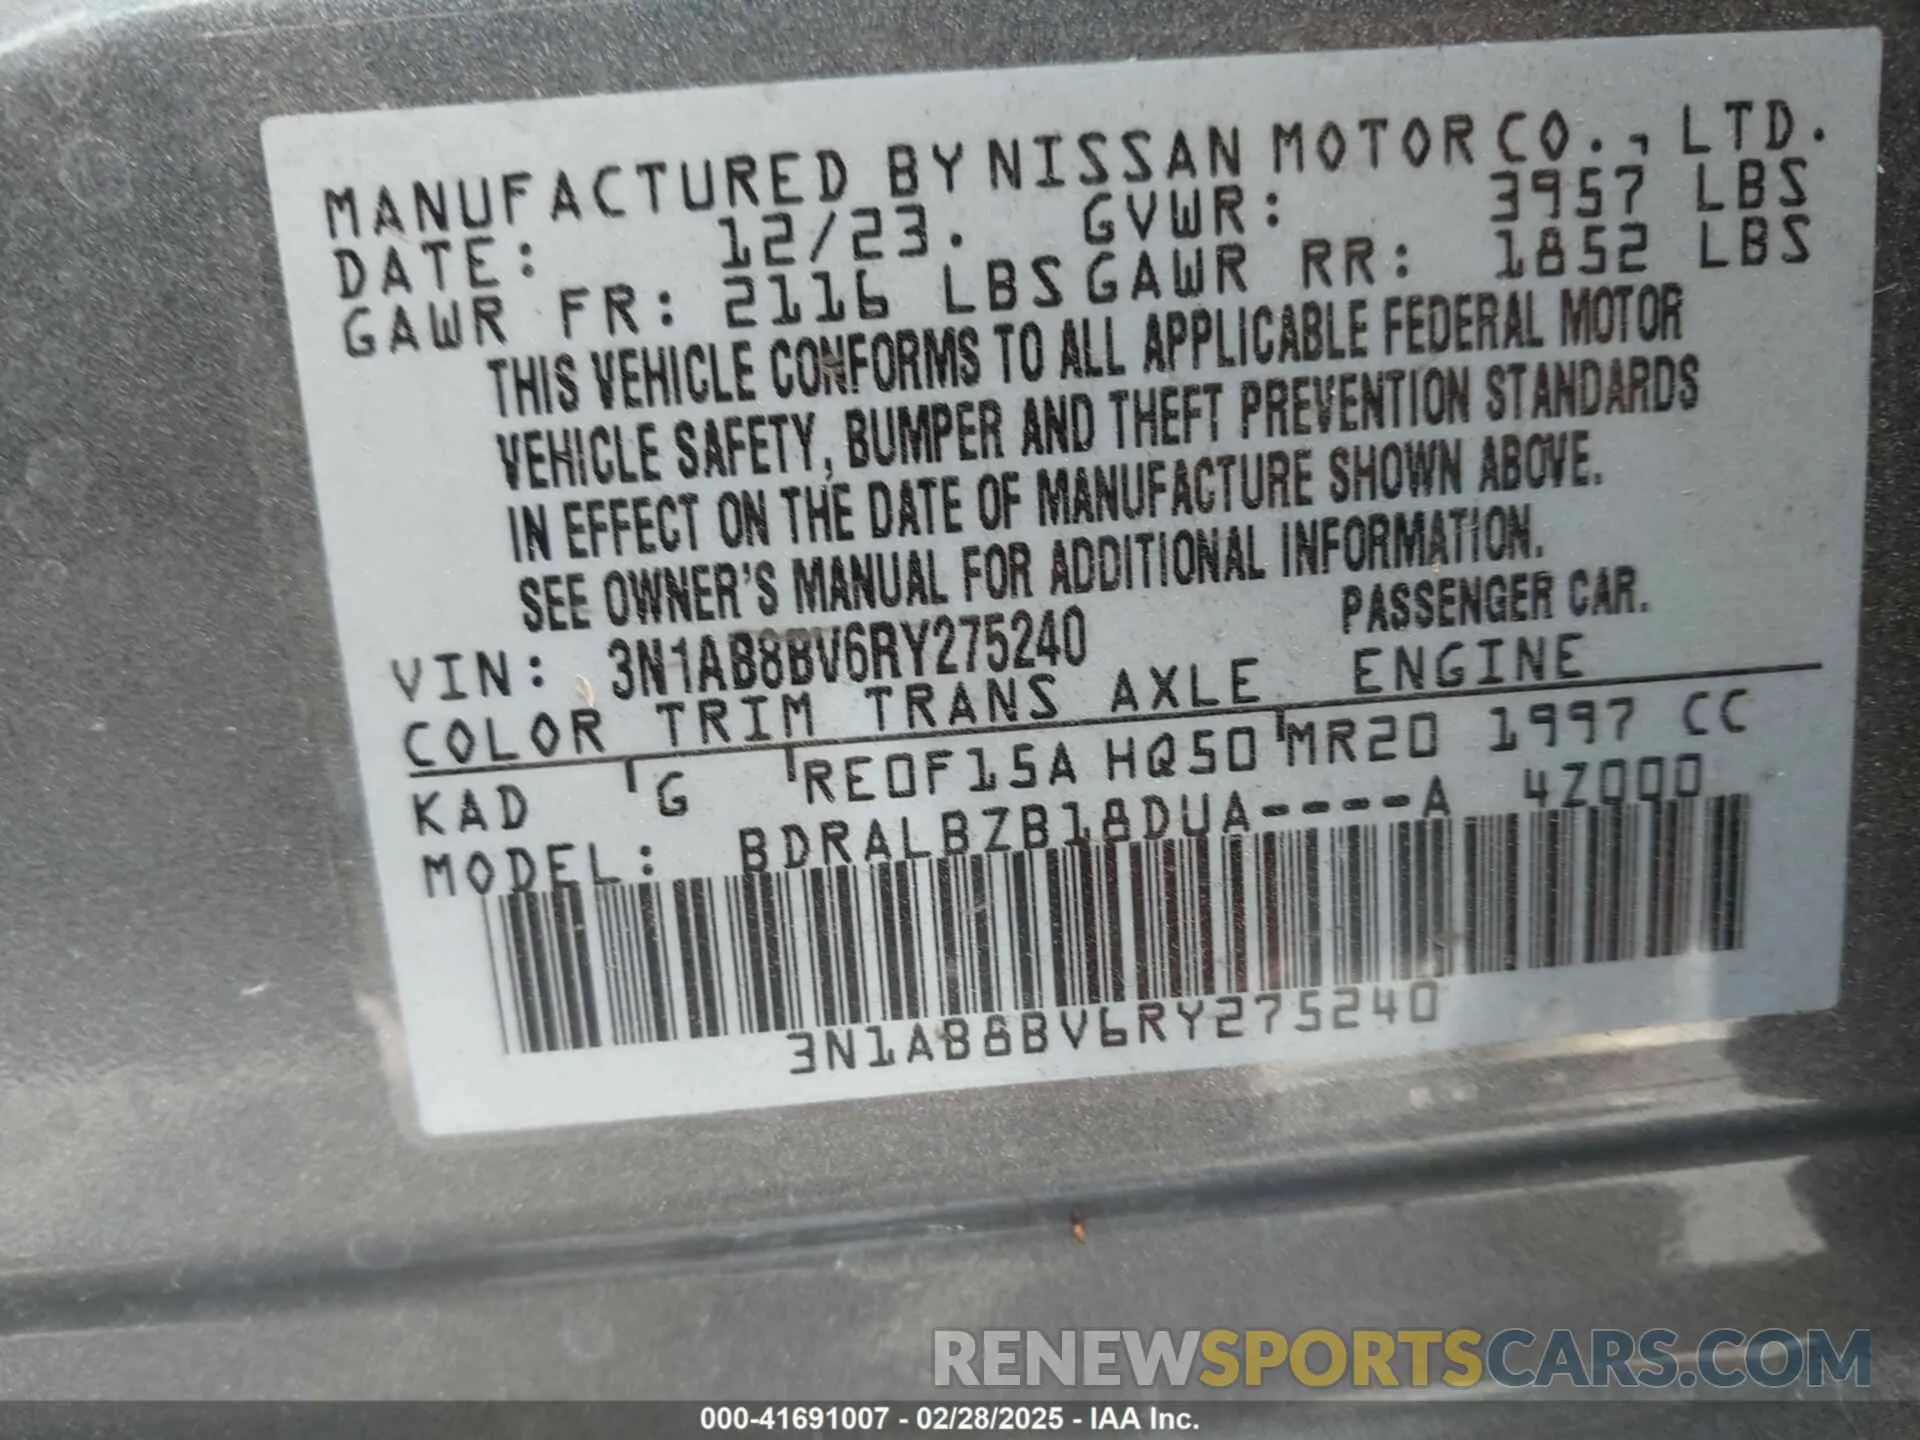 MANUFACTURED BY NISSAN MOTOR CO., LTD.
DATE: 12/23. GVWR: 3957 LBS
GAWR FR: 2116 LBS GAWR RR: 1852 LBS
THIS VEHICLE CONFORMS TO ALL APPLICABLE FEDERAL MOTOR
VEHICLE SAFETY, BUMPER AND THEFT PREVENTION STANDARDS
IN EFFECT ON THE DATE OF MANUFACTURE SHOWN ABOVE.
SEE OWNER'S MANUAL FOR ADDITIONAL INFORMATION.
VIN: 3N1AB8BV6RY275240 PASSENGER CAR.
COLOR TRIM TRANS AXLE ENGINE
KAD G RE0F15A HQ50 MR20 1997 CC
MODEL: BDRALBZB18DUA----A 4Z000
3N1AB8BV6RY275240
RENEWSPORTSCARS.COM
000-41691007 - 02/28/2025 - IAA Inc.